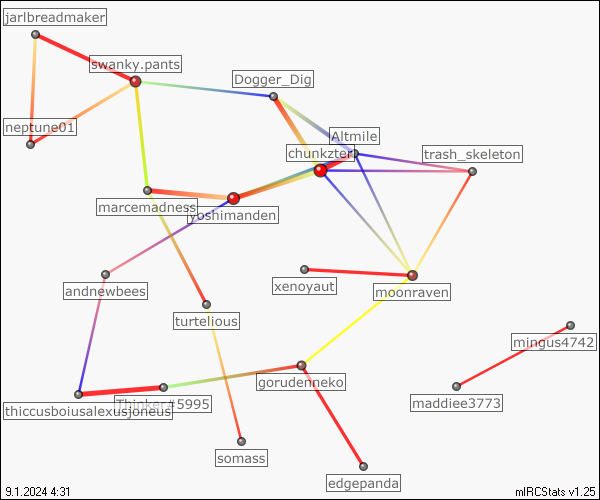 jarlbreadmaker
swanky.pants
Dogger_Dig
neptune01
Altmile
chunkzter
trash_skeleton
marcemadness
yoshimanden
andnewbees
xenoyaut
moonraven
turtelious
mingus4742
gorudenneko
maddiee3773
Thinker#5995
thiccusboiusalexusjoneus
somass
edgepanda
9.1.2024 4:31
mIRCStats v1.25